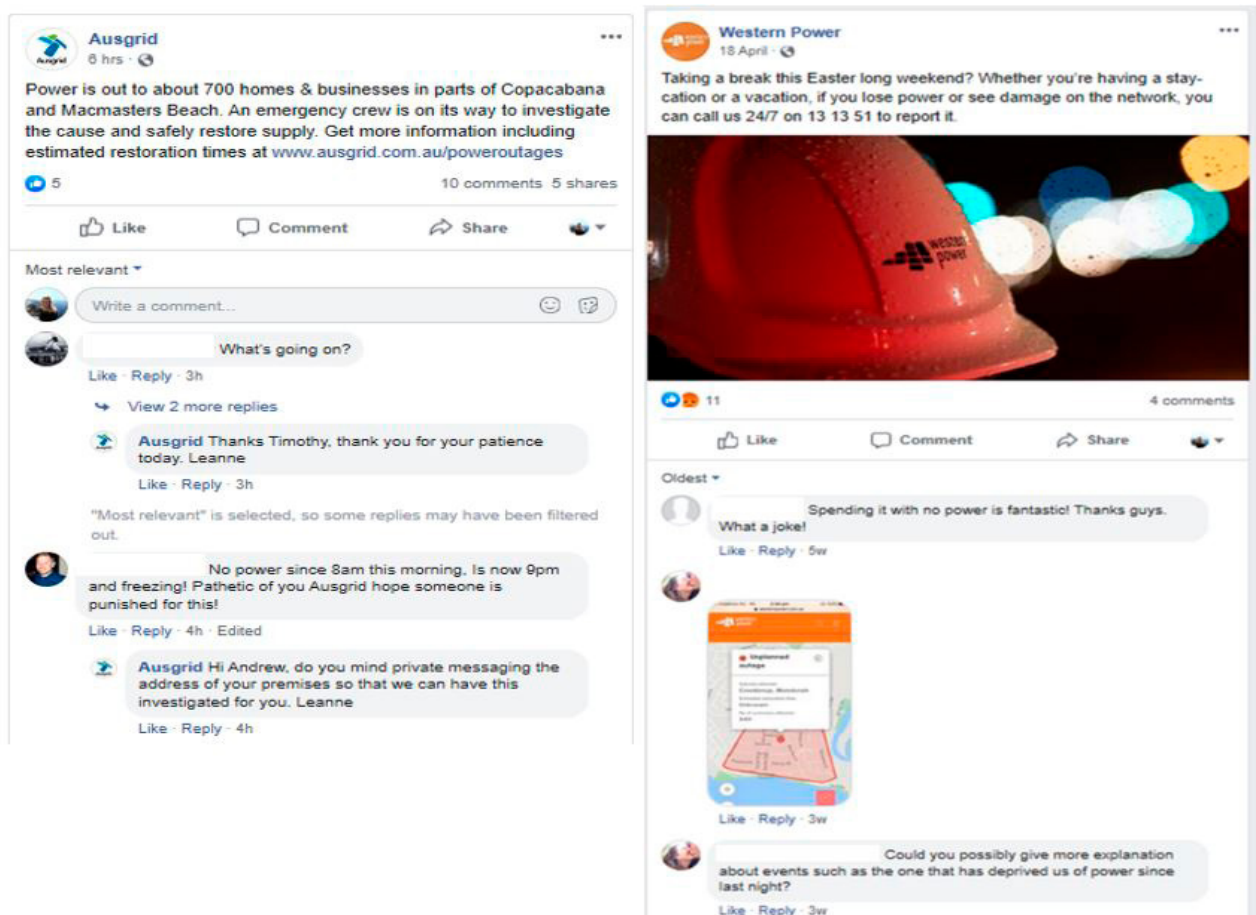 Ausgrid
6 hrs ·
Power is out to about 700 homes & businesses in parts of Copacabana
and Macmasters Beach. An emergency crew is on its way to investigate
the cause and safely restore supply. Get more information including
estimated restoration times at www.ausgrid.com.au/poweroutages
5
10 comments 5 shares
Like Comment Share
Most relevant
Write a comment...
What's going on?
Like · Reply · 3h
View 2 more replies
Ausgrid Thanks Timothy, thank you for your patience
today. Leanne
Like · Reply · 3h
"Most relevant" is selected, so some replies may have been filtered
out.
No power since 8am this morning, Is now 9pm
and freezing! Pathetic of you Ausgrid hope someone is
punished for this!
Like · Reply · 4h · Edited
Ausgrid Hi Andrew, do you mind private messaging the
address of your premises so that we can have this
investigated for you. Leanne
Like · Reply · 4h
Western Power
18 April ·
Taking a break this Easter long weekend? Whether you're having a stay-
cation or a vacation, if you lose power or see damage on the network, you
can call us 24/7 on 13 13 51 to report it.
western
power
11
4 comments
Like Comment Share
Oldest
Spending it with no power is fantastic! Thanks guys.
What a joke!
Like · Reply · 5w
Unplanned
outage
Like · Reply · 3w
Could you possibly give more explanation
about events such as the one that has deprived us of power since
last night?
Like · Reply · 3w